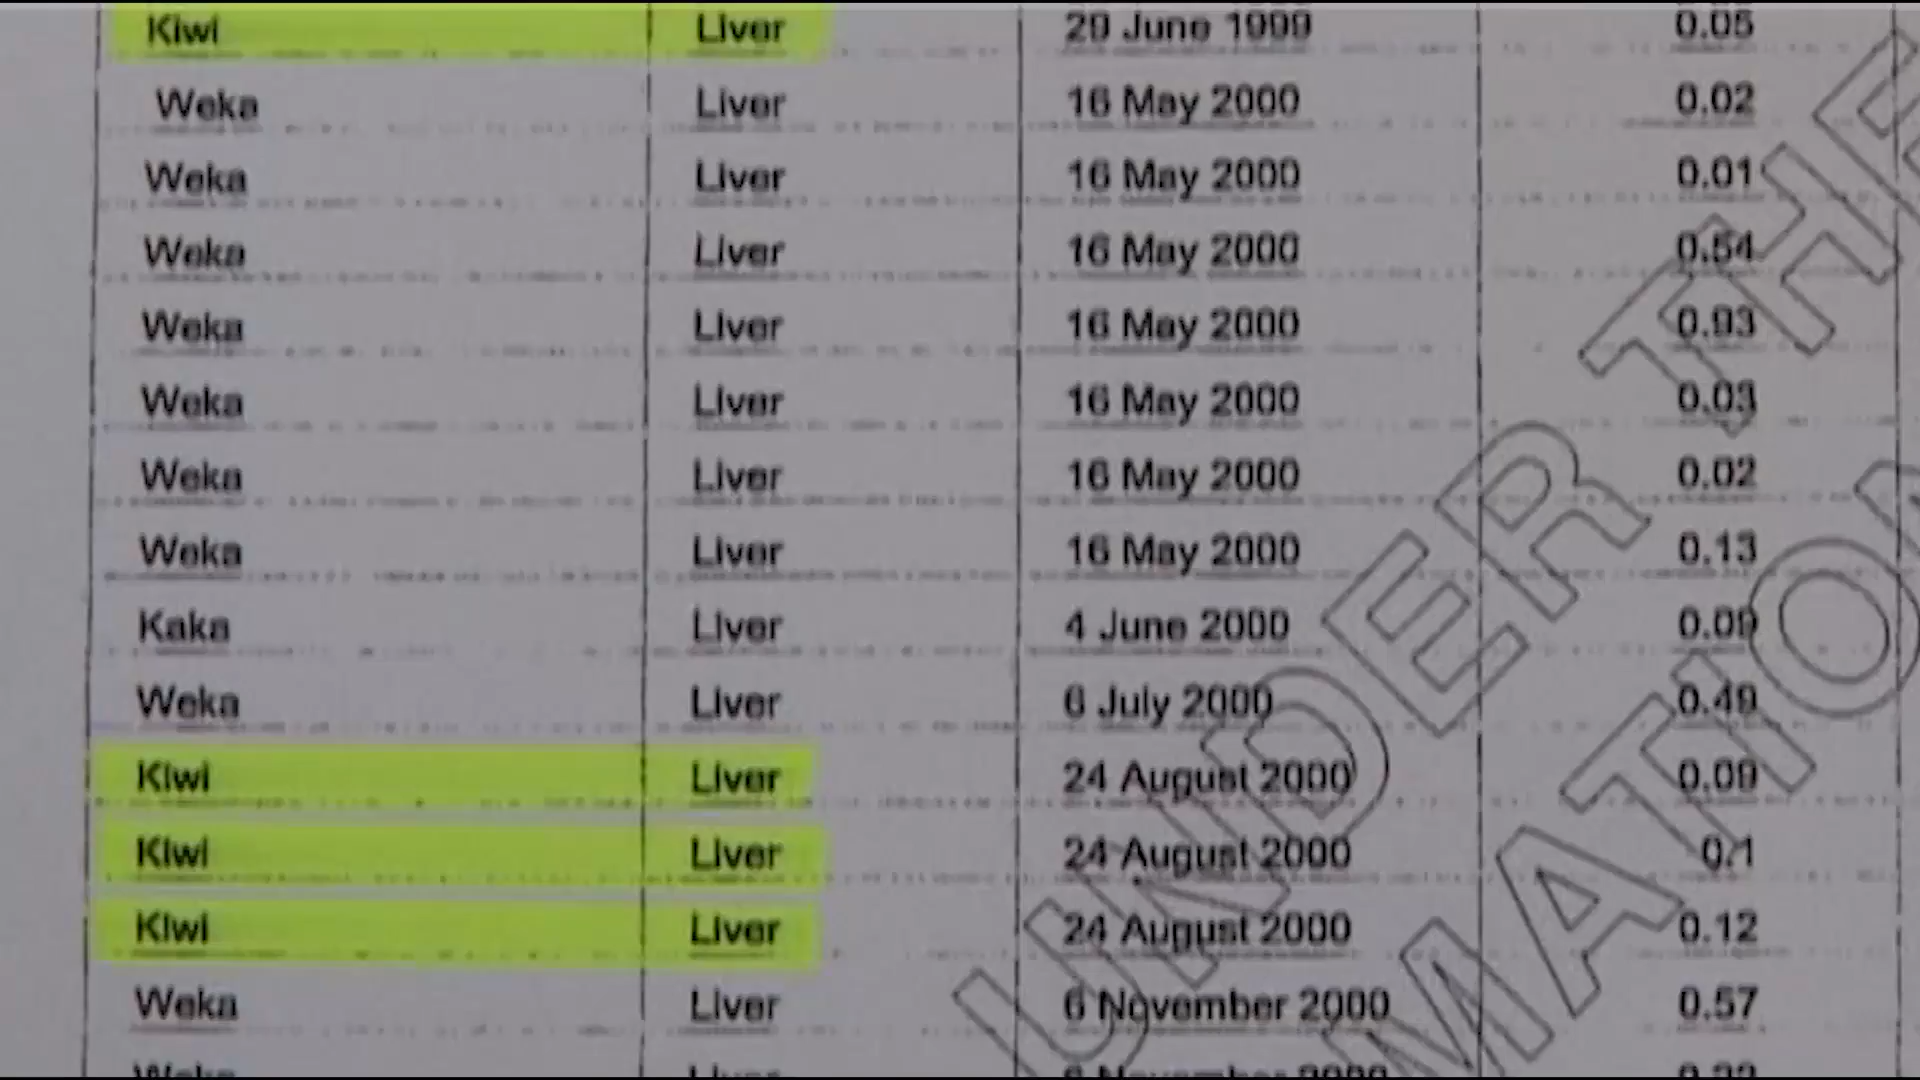 Kiwi Liver 29 June 1999 0.05
Weka Liver 16 May 2000 0.02
Weka Liver 16 May 2000 0.01
Weka Liver 16 May 2000 0.54
Weka Liver 16 May 2000 0.93
Weka Liver 16 May 2000 0.03
Weka Liver 16 May 2000 0.02
Weka Liver 16 May 2000 0.13
Kaka Liver 4 June 2000 0.09
Weka Liver 6 July 2000 0.49
Kiwi Liver 24 August 2000 0.09
Kiwi Liver 24 August 2000 0.1
Kiwi Liver 24 August 2000 0.12
Weka Liver 6 November 2000 0.57
UNDER THE